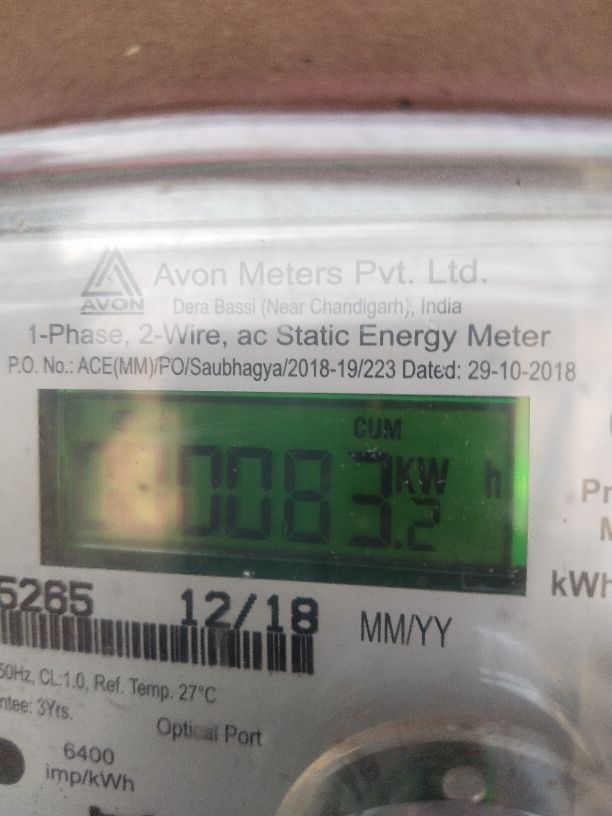 Avon Meters Pvt. Ltd.
AVON
Dera Bassi (Near Chandigarh), India
1-Phase, 2-Wire, ac Static Energy Meter
P.O. No.: ACE(MM)/PO/Saubhagya/2018-19/223 Dated: 29-10-2018
CUM
0083.2 KW h
Pr
M
kWh
5265 12/18 MM/YY
50Hz, CL:1.0, Ref. Temp. 27°C
ntee: 3Yrs.
Optical Port
6400
imp/kWh